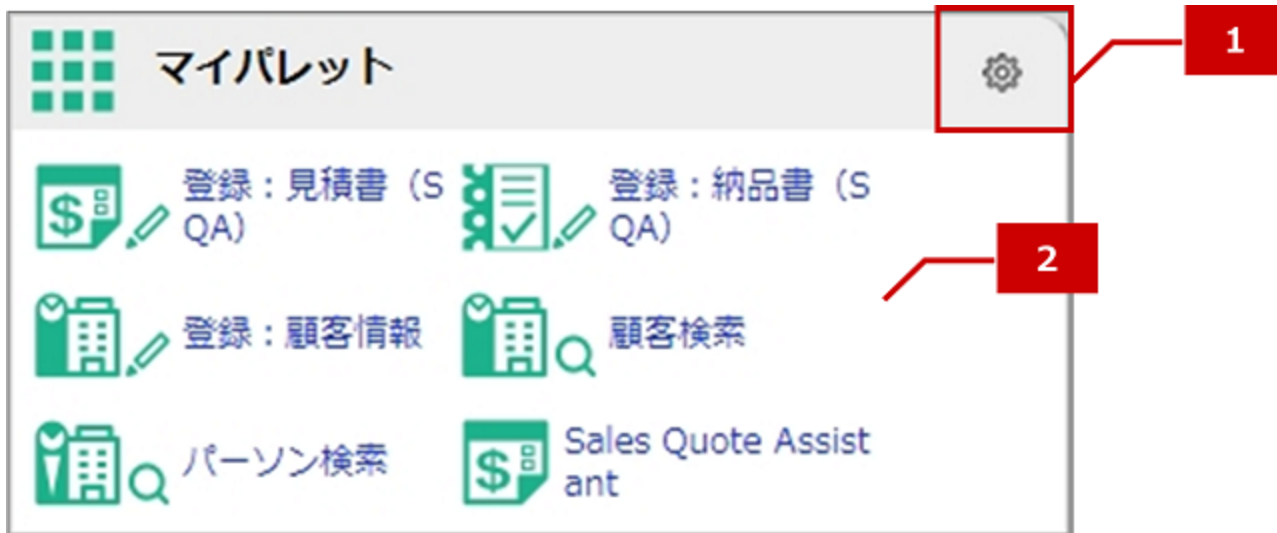 マイパレット
1
登録：見積書（S
QA）
登録：納品書（S
QA）
2
登録：顧客情報
顧客検索
パーソン検索
Sales Quote Assist
ant